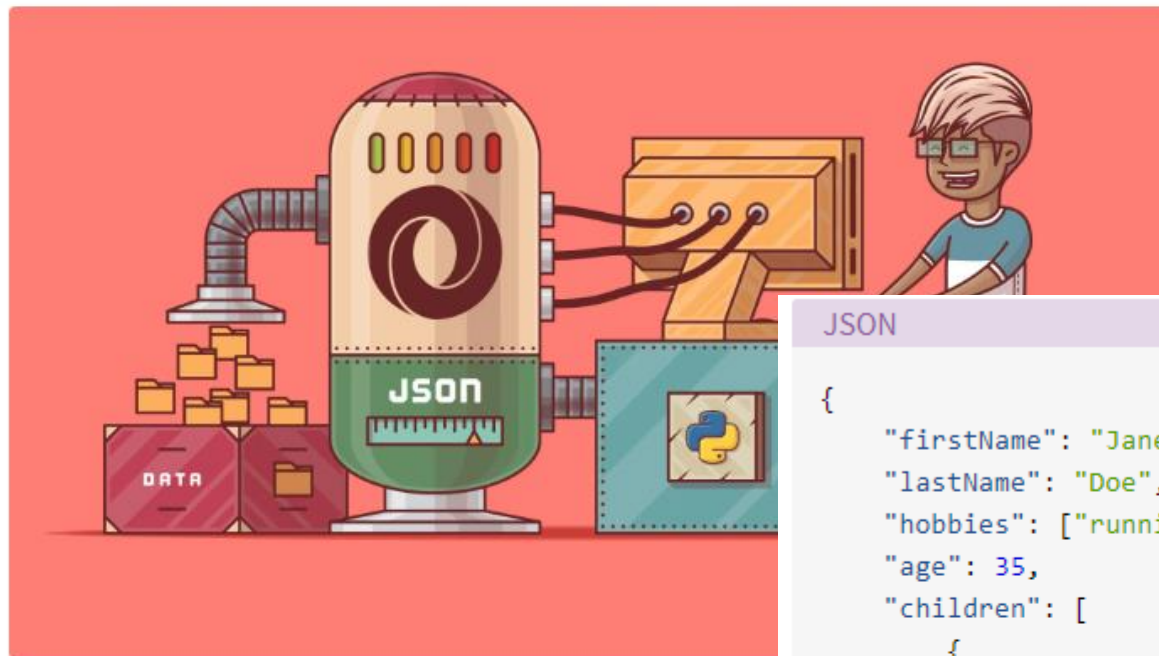 JSON
DATA
JSON
{
"firstName": "Jane
"lastName": "Doe",
"hobbies": ["runni
"age": 35,
"children": [
{